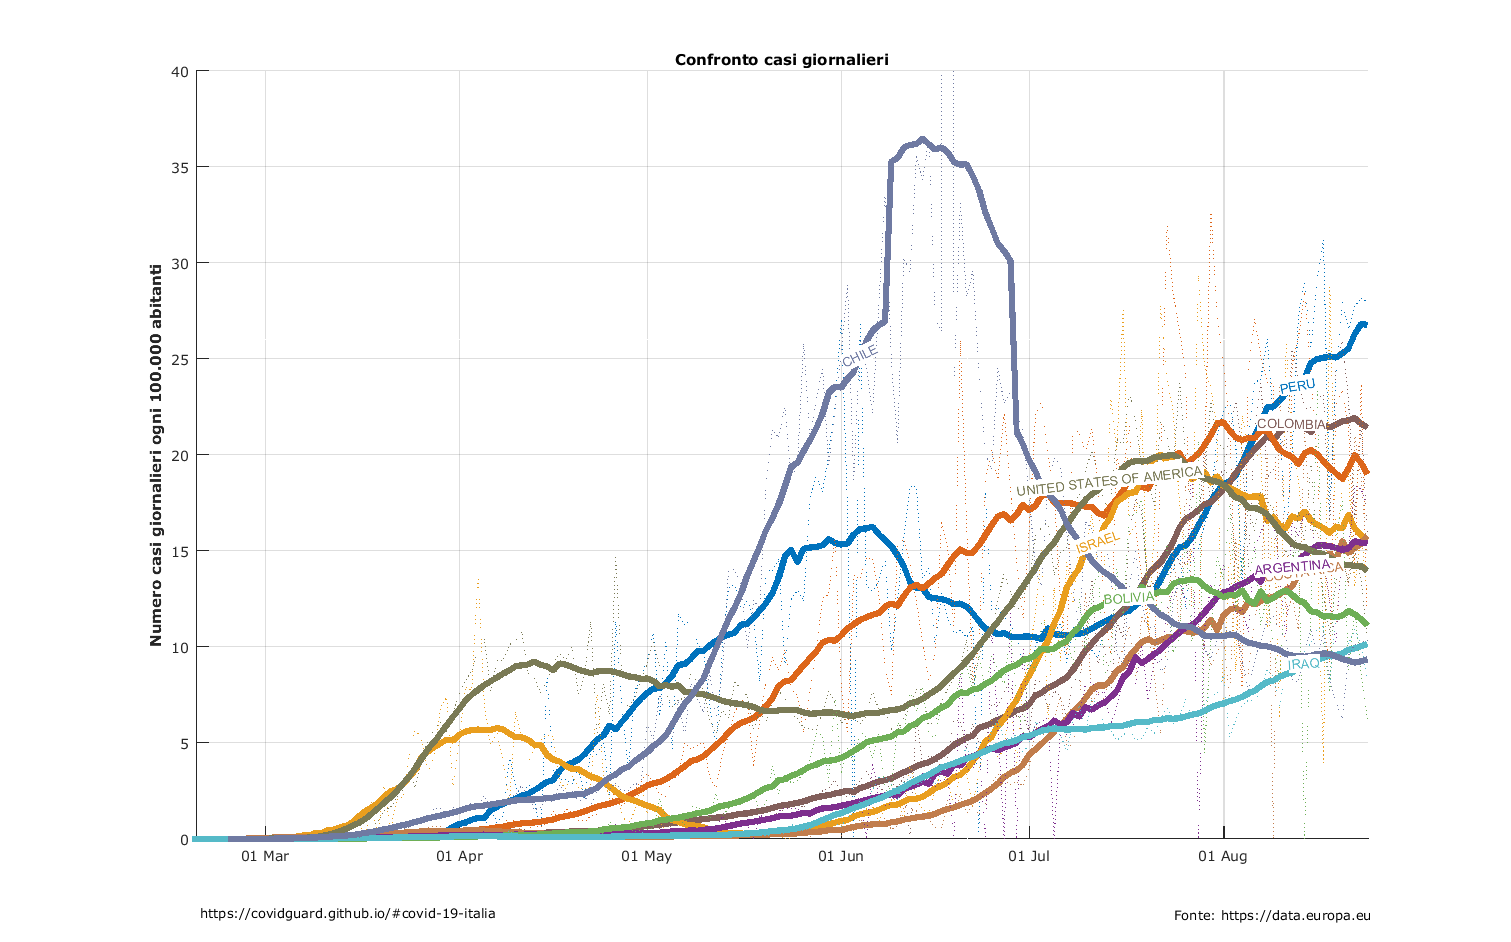 Confronto casi giornalieri
Numero casi giornalieri ogni 100.000 abitanti
40
35
30
25
20
15
10
5
0
CHILE
PERU
COLOMBIA
UNITED STATES OF AMERICA
ISRAEL
ARGENTINA
BOLIVIA
IRAQ
01 Mar
01 Apr
01 May
01 Jun
01 Jul
01 Aug
https://covidguard.github.io/#covid-19-italia
Fonte: https://data.europa.eu